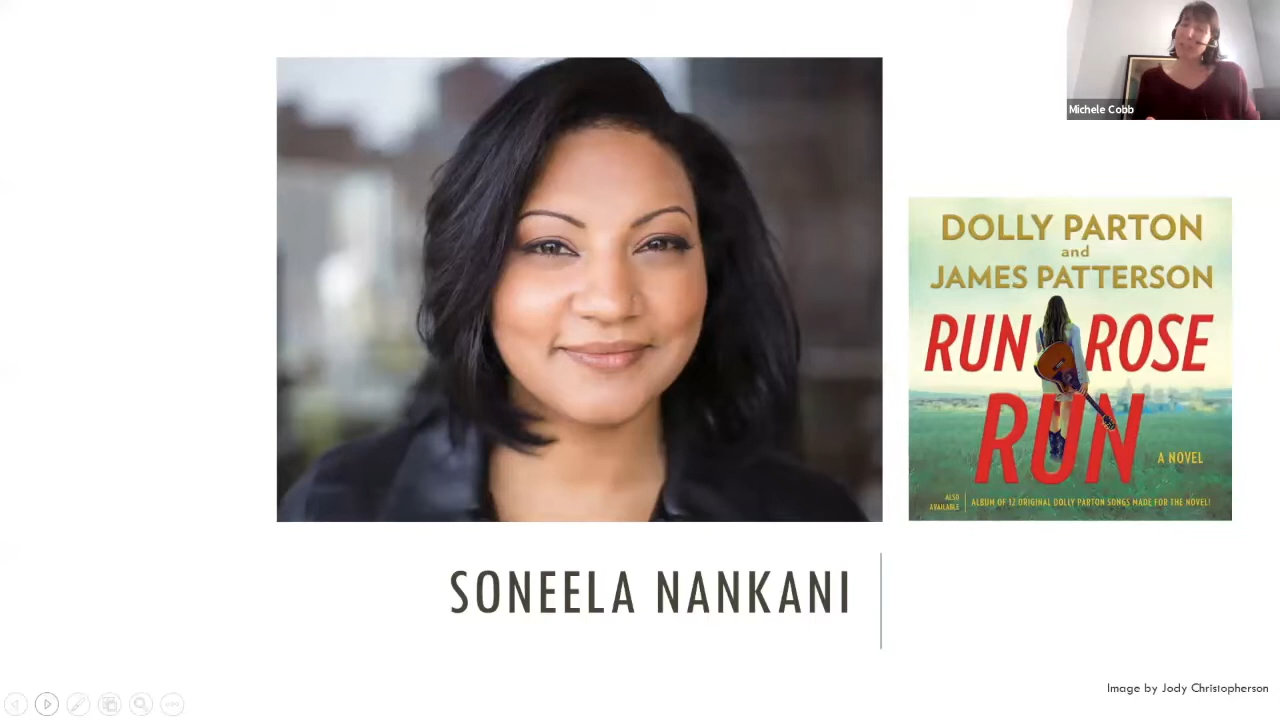 Michele Cobb
DOLLY PARTON
and
JAMES PATTERSON
RUN ROSE
RUN
A NOVEL
ALSO
AVAILABLE
ALBUM OF 12 ORIGINAL DOLLY PARTON SONGS MADE FOR THE NOVEL!
SONEELA NANKANI
Image by Jody Christopherson